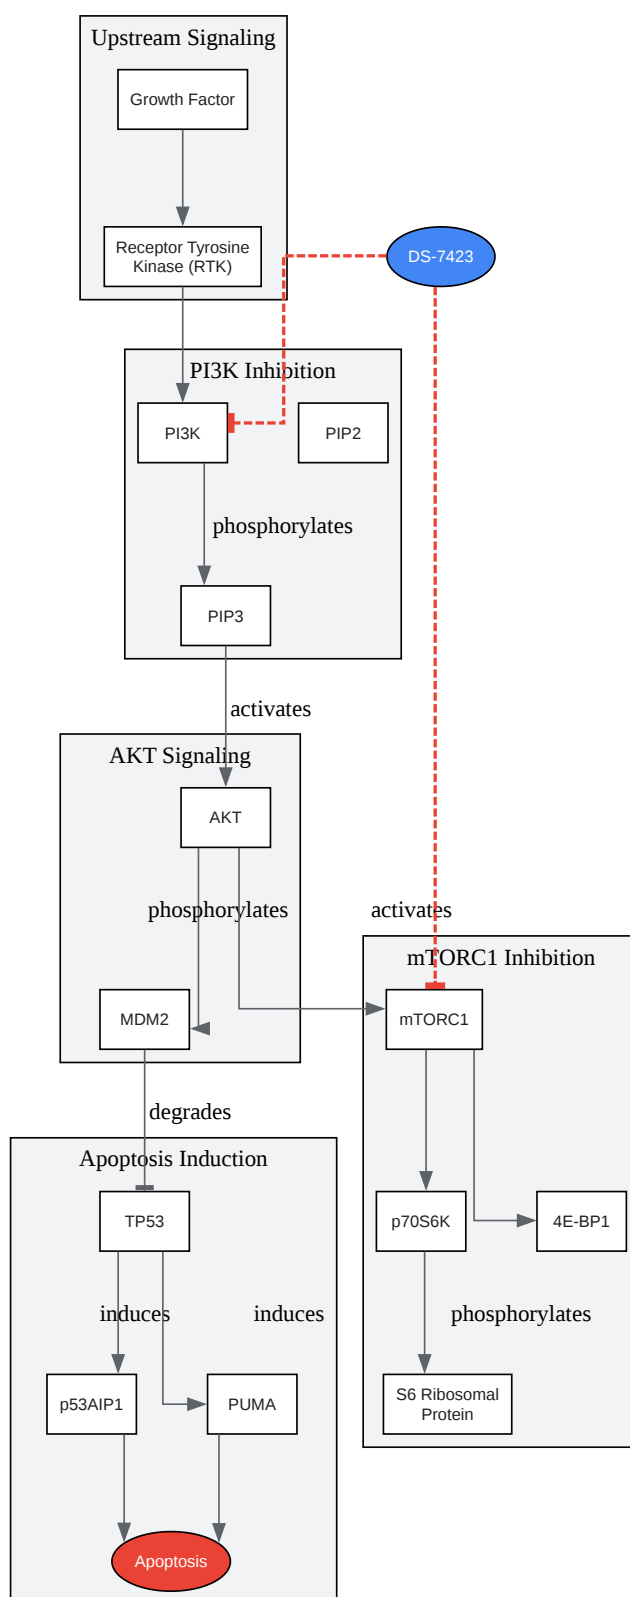 Upstream Signaling
Growth Factor
Receptor Tyrosine
Kinase (RTK)
DS-7423
PI3K Inhibition
PI3K
PIP2
phosphorylates
PIP3
activates
AKT Signaling
AKT
phosphorylates
activates
mTORC1 Inhibition
MDM2
mTORC1
degrades
Apoptosis Induction
TP53
p70S6K
4E-BP1
induces
induces
phosphorylates
p53AIP1
PUMA
S6 Ribosomal
Protein
Apoptosis